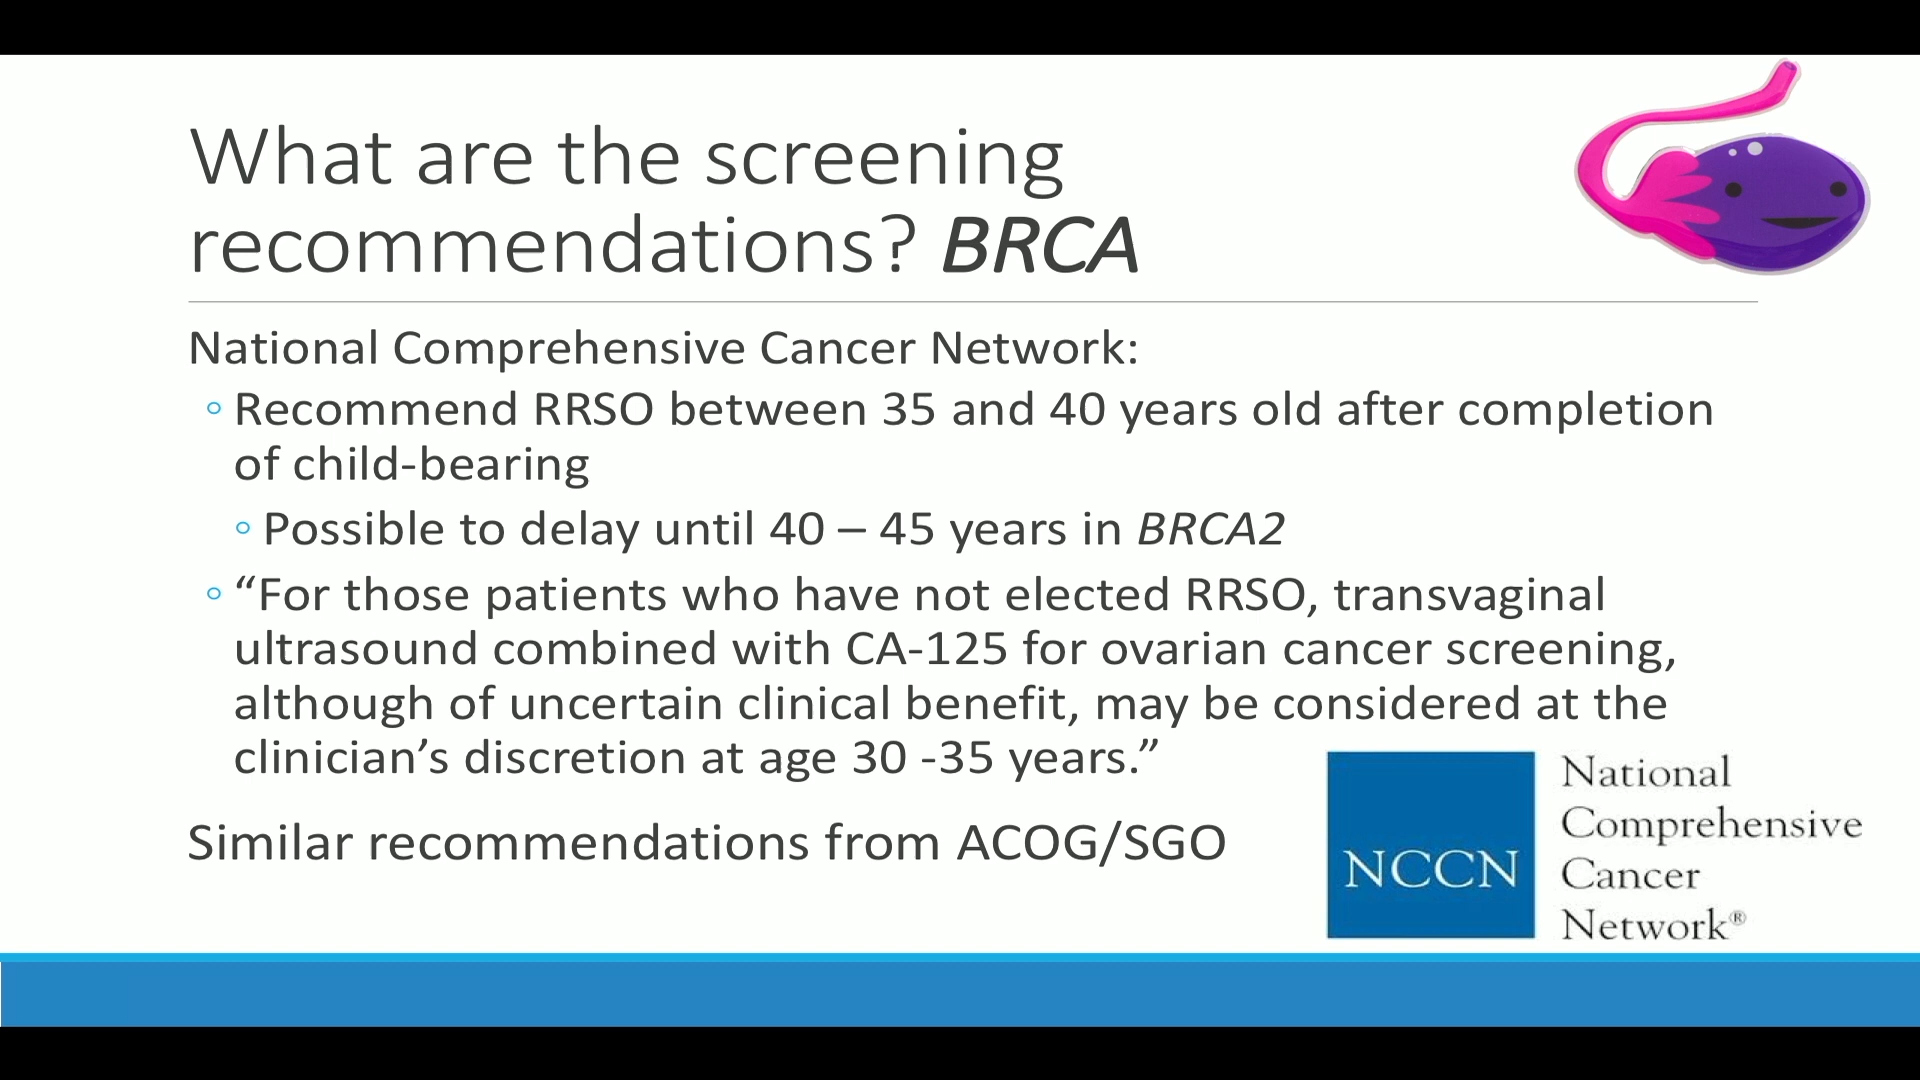 What are the screening
recommendations? BRCA
National Comprehensive Cancer Network:
◦ Recommend RRSO between 35 and 40 years old after completion
of child-bearing
◦ Possible to delay until 40 – 45 years in BRCA2
◦ “For those patients who have not elected RRSO, transvaginal
ultrasound combined with CA-125 for ovarian cancer screening,
although of uncertain clinical benefit, may be considered at the
clinician’s discretion at age 30 -35 years.”
Similar recommendations from ACOG/SGO
NCCN
National
Comprehensive
Cancer
Network®